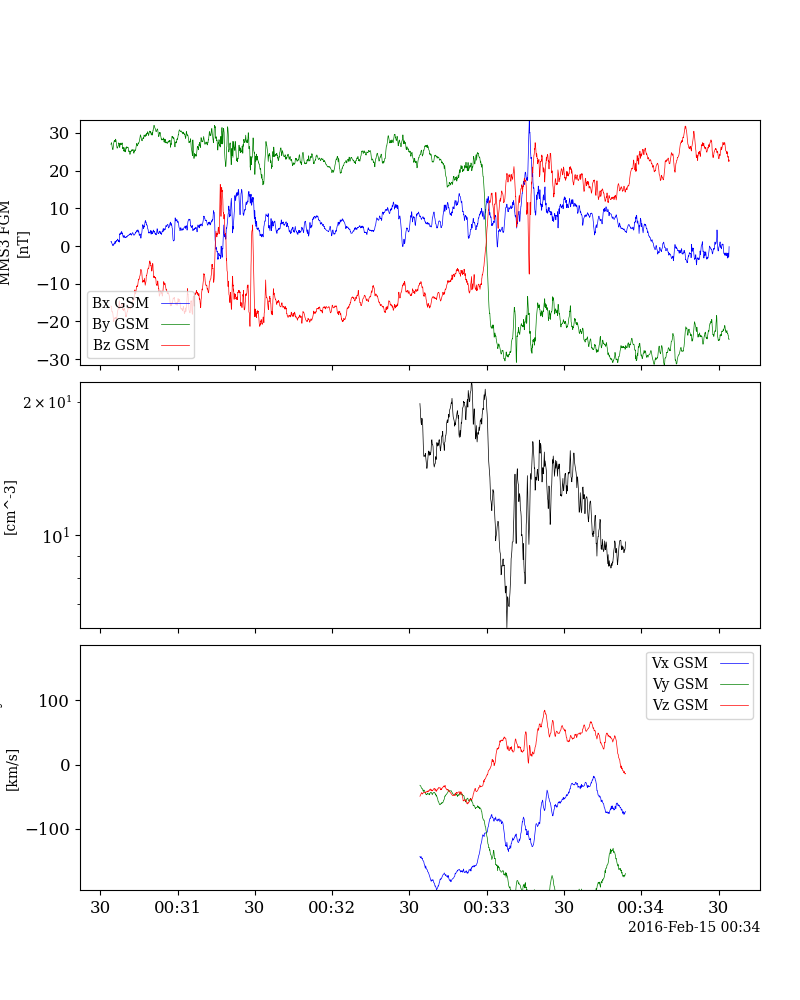 MMS3 FGM
[nT]
30
20
10
0
−10
−20
−30
Bx GSM
By GSM
Bz GSM
[cm^-3]
2 × 10¹
10¹
[km/s]
100
0
−100
Vx GSM
Vy GSM
Vz GSM
30 00:31 30 00:32 30 00:33 30 00:34 30
2016-Feb-15 00:34